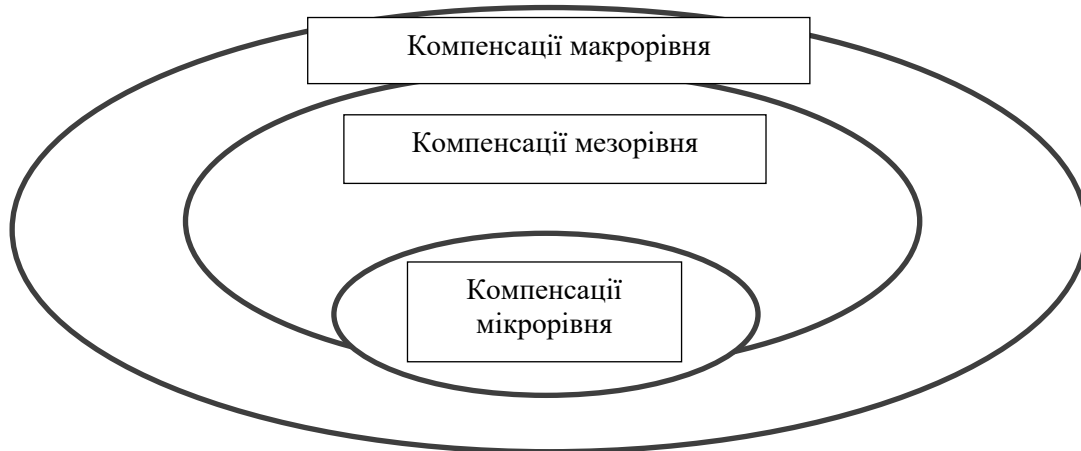 Компенсації макрорівня
Компенсації мезорівня
Компенсації
мікрорівня